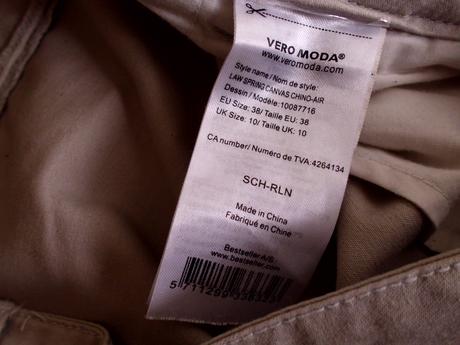 VERO MODA®
www.veromoda.com
Style name/Nom de style:
LAW SPRING CANVAS CHINO-AIR
Dessin / Modèle: 10087716
EU Size: 38/ Taille EU: 38
UK Size: 10/ Taille UK: 10
CA number/ Numéro de TVA:4264134
SCH-RLN
Made in China
Fabriqué en Chine
Bestseller A/S -
www.bestseller.com